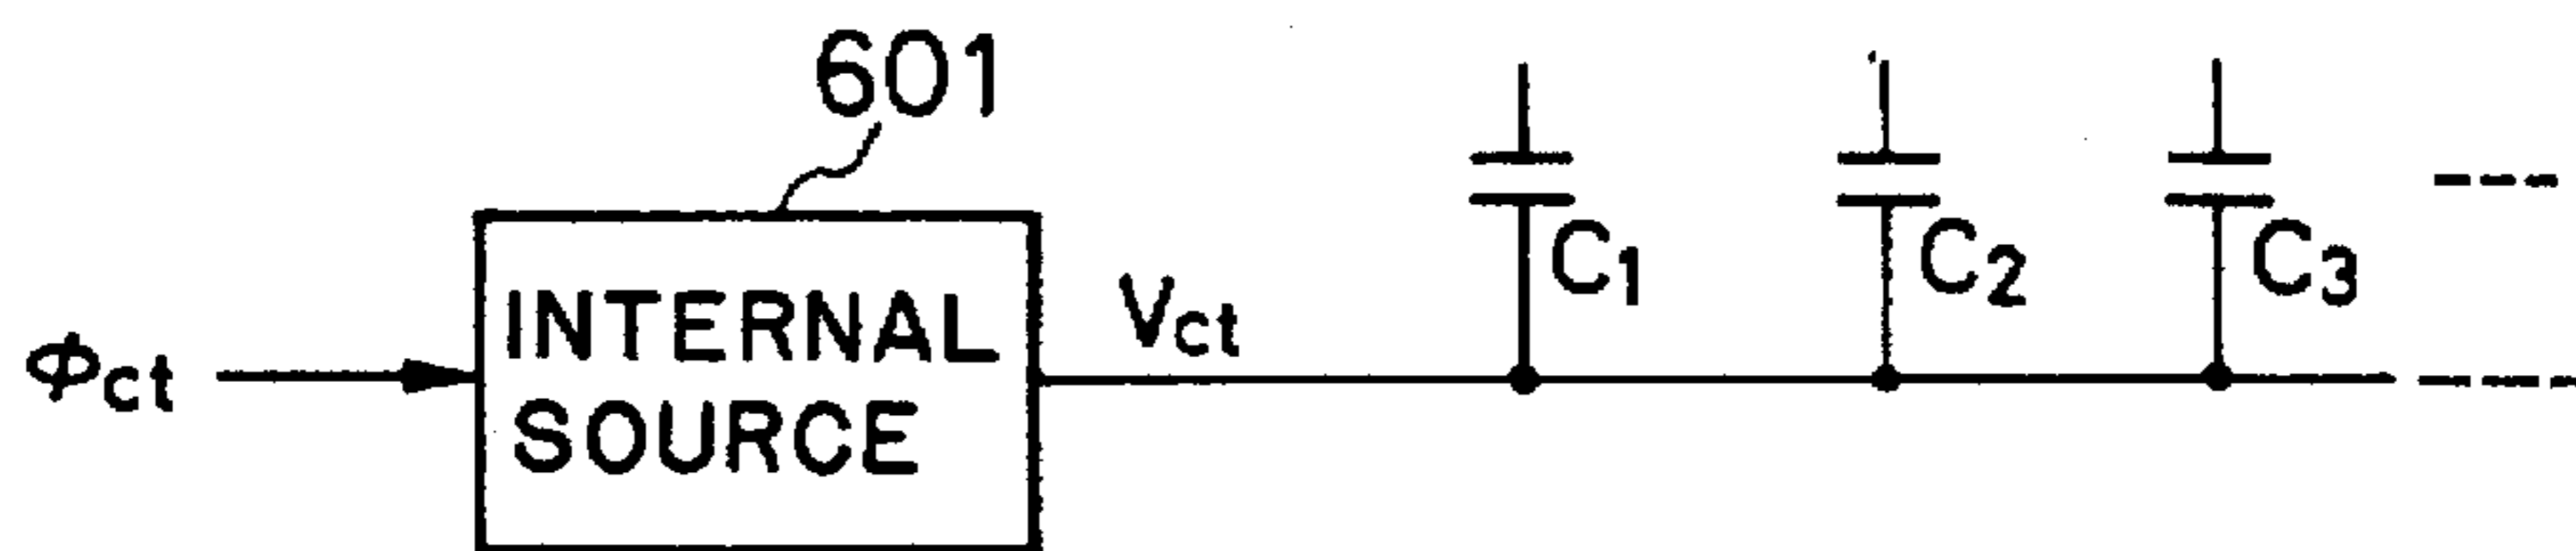 601
INTERNAL
SOURCE
Φct
Vct
C1
C2
C3